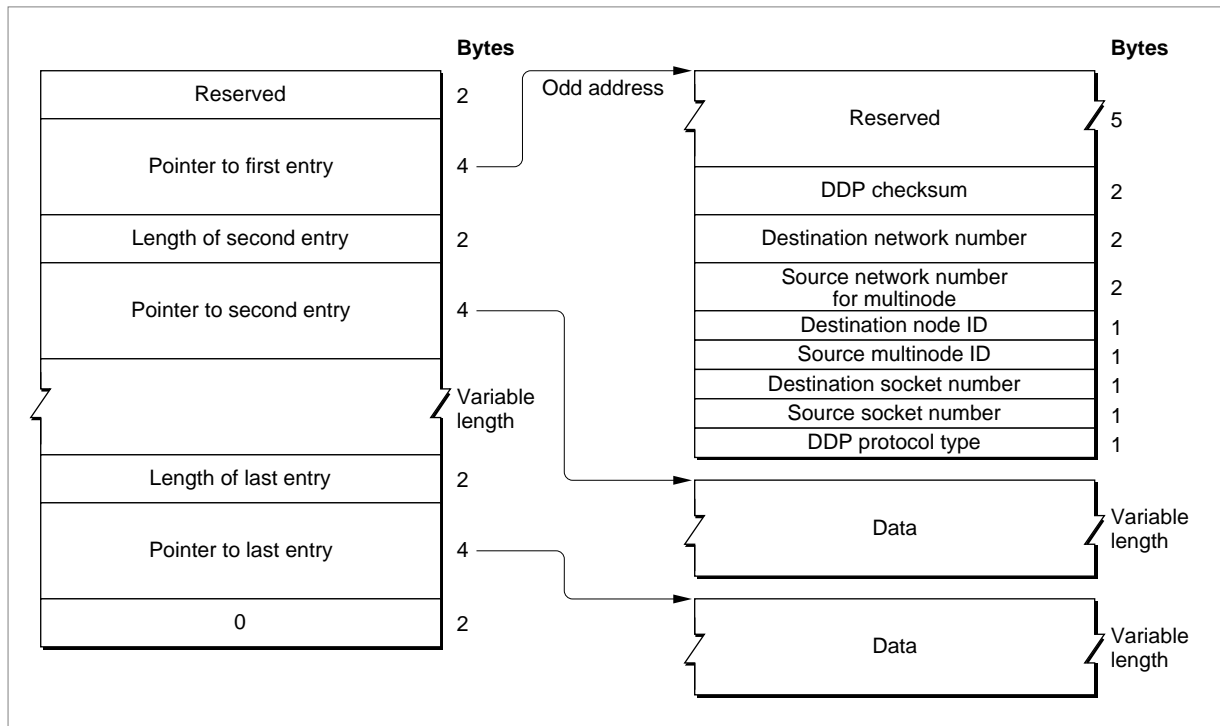 Bytes
Reserved
2
Pointer to first entry
4
Length of second entry
2
Pointer to second entry
4
Variable
length
Length of last entry
2
Pointer to last entry
4
0
2
Odd address
Bytes
Reserved
5
DDP checksum
2
Destination network number
2
Source network number
for multinode
2
Destination node ID
1
Source multinode ID
1
Destination socket number
1
Source socket number
1
DDP protocol type
1
Data
Variable
length
Data
Variable
length